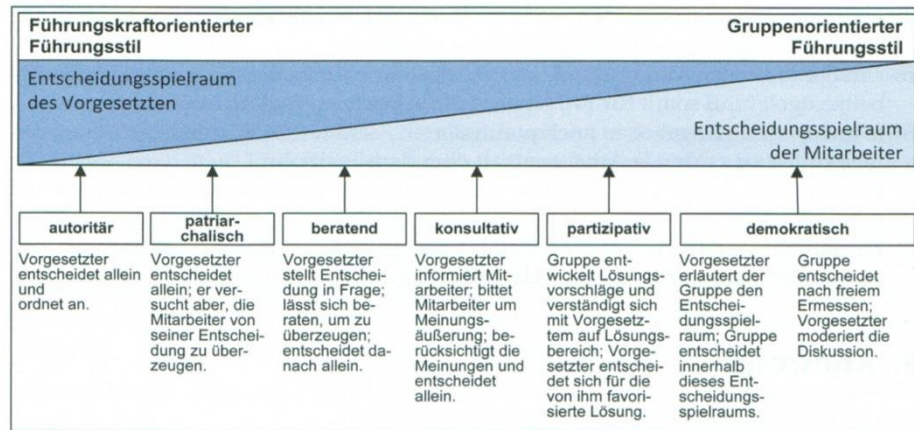 Führungskraftorientierter
Führungsstil
Gruppenorientierter
Führungsstil
Entscheidungsspielraum
des Vorgesetzten
Entscheidungsspielraum
der Mitarbeiter
autoritär
Vorgesetzter
entscheidet allein
und
ordnet an.
patriar-
chalisch
Vorgesetzter
entscheidet
allein; er ver-
sucht aber, die
Mitarbeiter von
seiner Entschei-
dung zu über-
zeugen.
beratend
Vorgesetzter
stellt Entschei-
dung in Frage;
lässt sich be-
raten, um zu
überzeugen;
entscheidet da-
nach allein.
konsultativ
Vorgesetzter
informiert Mit-
arbeiter; bittet
Mitarbeiter um
Meinungs-
äußerung; be-
rücksichtigt die
Meinungen und
entscheidet
allein.
partizipativ
Gruppe ent-
wickelt Lösungs-
vorschläge und
verständigt sich
mit Vorgesetz-
tem auf Lösungs-
bereich; Vorge-
setzter entschei-
det sich für die
von ihm favori-
sierte Lösung.
demokratisch
Vorgesetzter
erläutert der
Gruppe den
Entschei-
dungsspiel-
raum; Gruppe
entscheidet
innerhalb
dieses Ent-
scheidungs-
spielraums.
Gruppe
entscheidet
nach freiem
Ermessen;
Vorgesetzter
moderiert die
Diskussion.